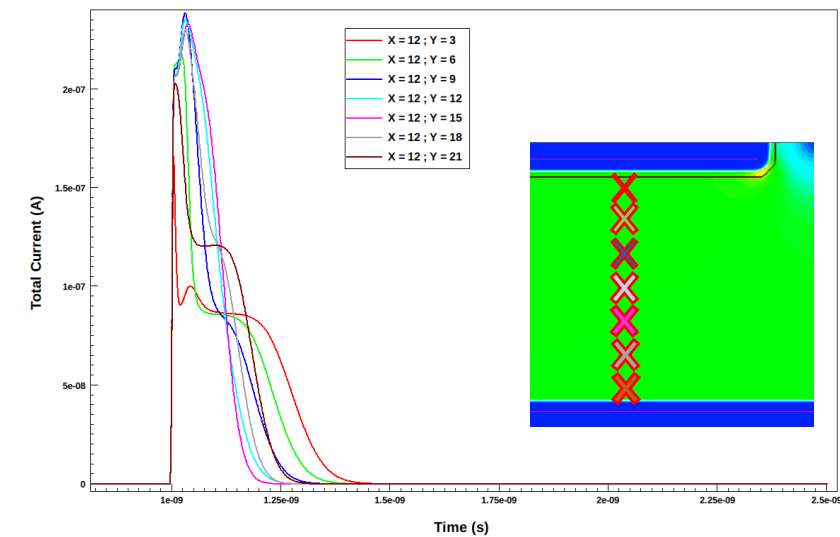 X = 12 ; Y = 3
X = 12 ; Y = 6
X = 12 ; Y = 9
X = 12 ; Y = 12
X = 12 ; Y = 15
X = 12 ; Y = 18
X = 12 ; Y = 21
Total Current (A)
2e-07
1.5e-07
1e-07
5e-08
0
1e-09 1.25e-09 1.5e-09 1.75e-09 2e-09 2.25e-09 2.5e-09
Time (s)